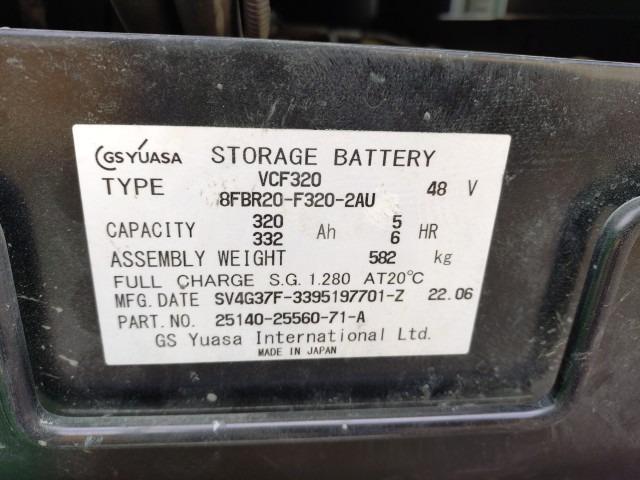 GS YUASA STORAGE BATTERY
TYPE VCF320 48 V
8FBR20-F320-2AU
CAPACITY 320 Ah 5 HR
332 6
ASSEMBLY WEIGHT 582 kg
FULL CHARGE S.G. 1.280 AT20°C
MFG. DATE SV4G37F-3395197701-Z 22.06
PART. NO. 25140-25560-71-A
GS Yuasa International Ltd.
MADE IN JAPAN